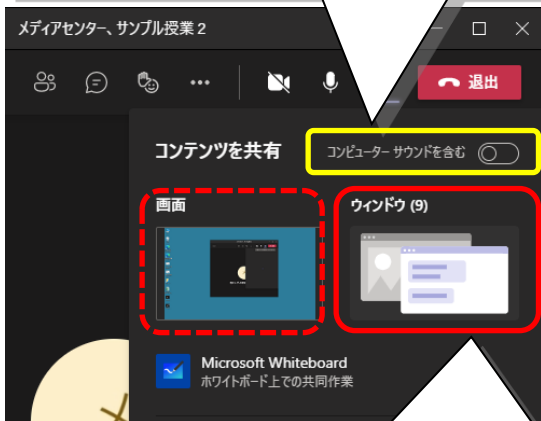 メディアセンター、サンプル授業 2
退出
コンテンツを共有
コンピューター サウンドを含む
画面
ウィンドウ (9)
Microsoft Whiteboard
ホワイトボード上での共同作業